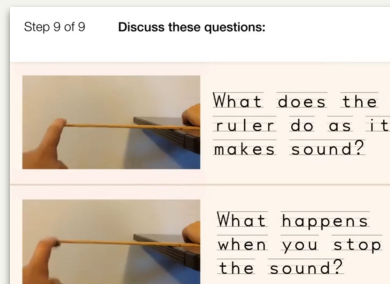 Step 9 of 9 Discuss these questions:
What does the
ruler do as it
makes sound?
What happens
when you stop
the sound?